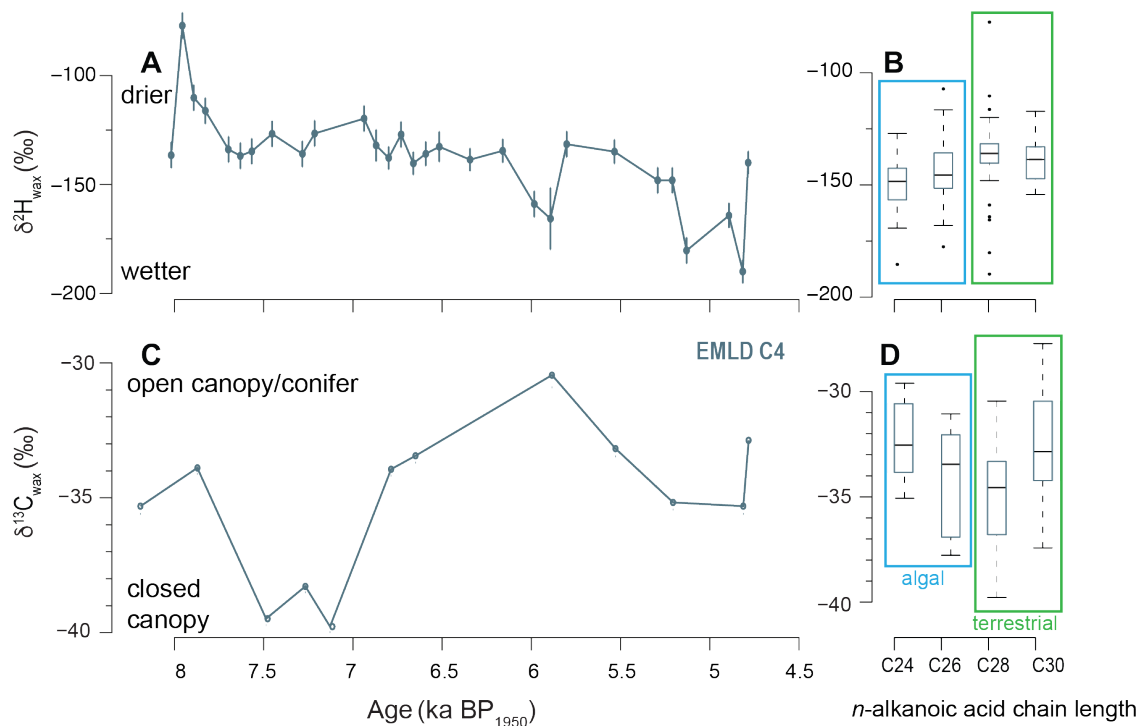 A
B
−100
−150
−200
δ²Hwax (‰)
drier
wetter
−100
−150
−200
C
D
EMLD C4
−30
−35
−40
δ¹³Cwax (‰)
open canopy/conifer
closed
canopy
−30
−35
−40
algal
terrestrial
8 7.5 7 6.5 6 5.5 5 4.5
Age (ka BP1950)
C24 C26 C28 C30
n-alkanoic acid chain length